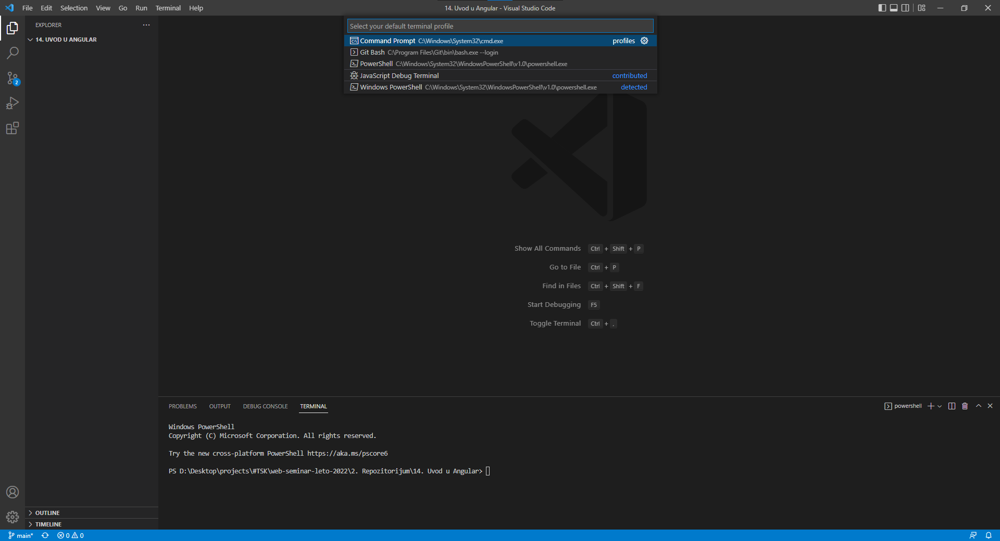 File Edit Selection View Go Run Terminal Help
14. Uvod u Angular - Visual Studio Code
EXPLORER
14. UVOD U ANGULAR
2
Select your default terminal profile
Command Prompt C:\Windows\System32\cmd.exe profiles
Git Bash C:\Program Files\Git\bin\bash.exe --login
PowerShell C:\Windows\System32\WindowsPowerShell\v1.0\powershell.exe
JavaScript Debug Terminal contributed
Windows PowerShell C:\Windows\System32\WindowsPowerShell\v1.0\powershell.exe detected
Show All Commands Ctrl + Shift + P
Go to File Ctrl + P
Find in Files Ctrl + Shift + F
Start Debugging F5
Toggle Terminal Ctrl + .
PROBLEMS OUTPUT DEBUG CONSOLE TERMINAL
powershell
Windows PowerShell
Copyright (C) Microsoft Corporation. All rights reserved.
Try the new cross-platform PowerShell https://aka.ms/pscore6
PS D:\Desktop\projects\#TSK\web-seminar-leto-2022\2. Repozitorijum\14. Uvod u Angular>
OUTLINE
TIMELINE
main* 0 0